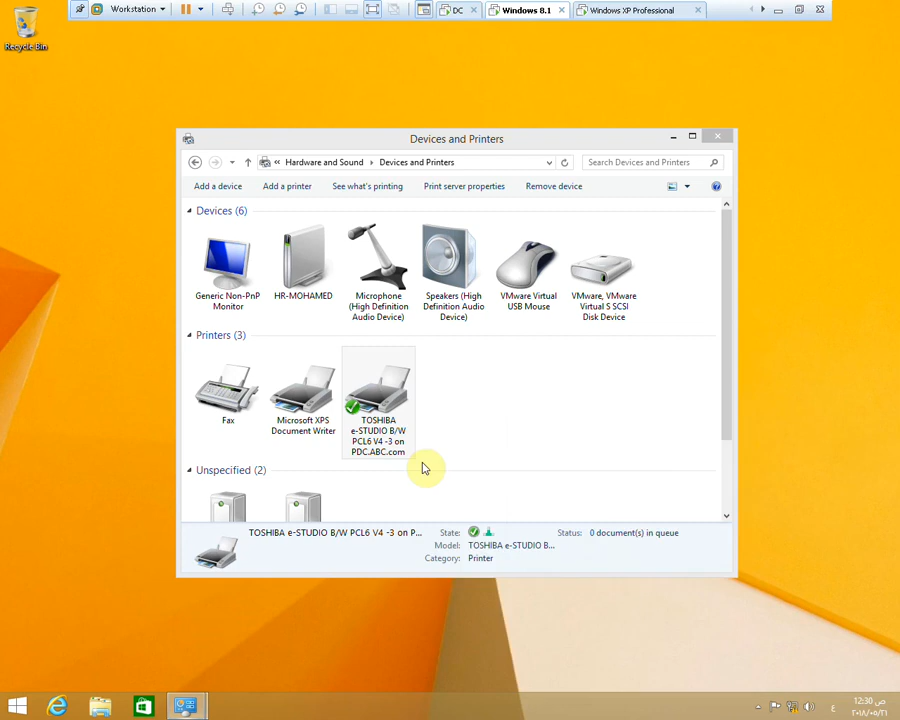 Workstation
DC
Windows 8.1
Windows XP Professional
Recycle Bin
Devices and Printers
Hardware and Sound
Devices and Printers
Search Devices and Printers
Add a device
Add a printer
See what's printing
Print server properties
Remove device
Devices (6)
Generic Non-PnP
Monitor
HR-MOHAMED
Microphone
(High Definition
Audio Device)
Speakers (High
Definition Audio
Device)
VMware Virtual
USB Mouse
VMware, VMware
Virtual S SCSI
Disk Device
Printers (3)
Fax
Microsoft XPS
Document Writer
TOSHIBA
e-STUDIO B/W
PCL6 V4 -3 on
PDC.ABC.com
Unspecified (2)
TOSHIBA e-STUDIO B/W PCL6 V4 -3 on P...
State:
Status: 0 document(s) in queue
Model: TOSHIBA e-STUDIO B...
Category: Printer
ع
12:30 ص
٢٠١٨/٠٥/٢١